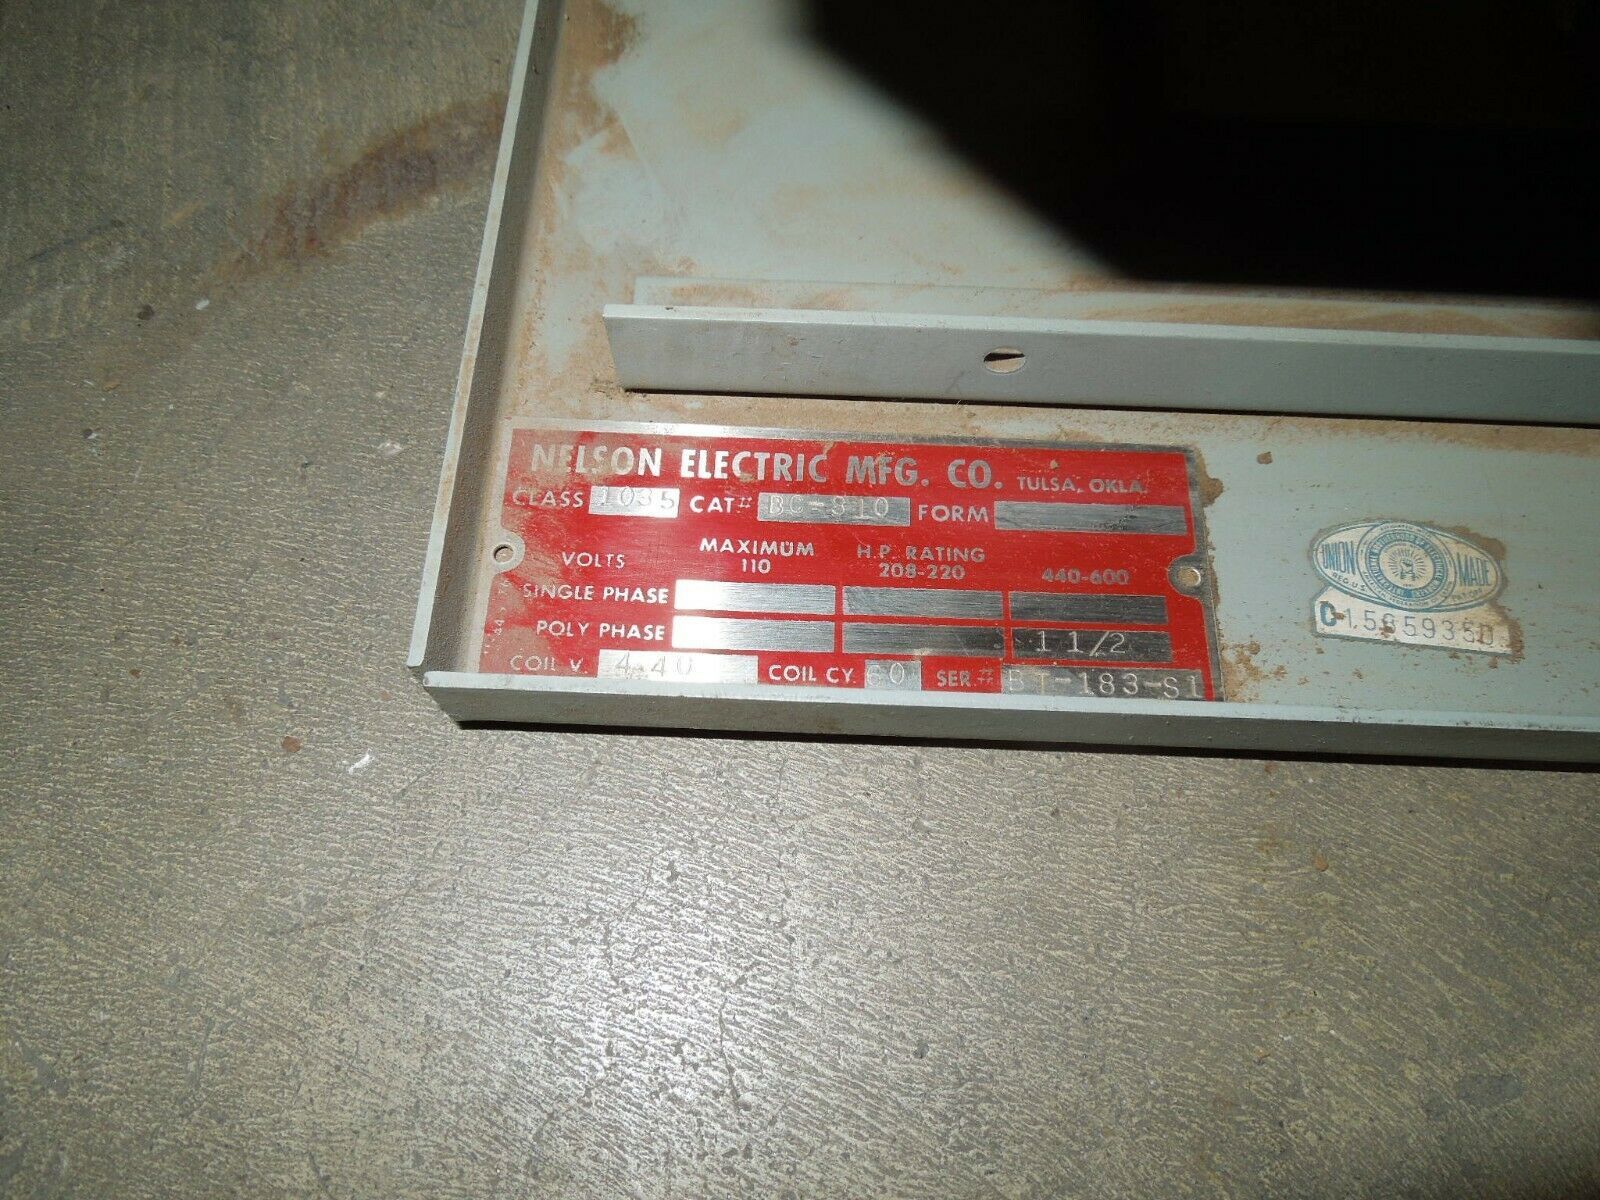 NELSON ELECTRIC MFG. CO. TULSA, OKLA.
CLASS 1035 CAT# BC-810 FORM
VOLTS MAXIMUM 110 H.P. RATING 208-220 440-600
SINGLE PHASE
POLY PHASE 1 1/2
COIL V. 440 COIL CY. 60 SER.# BT-183-S1
UNION MADE
REG. U.S.